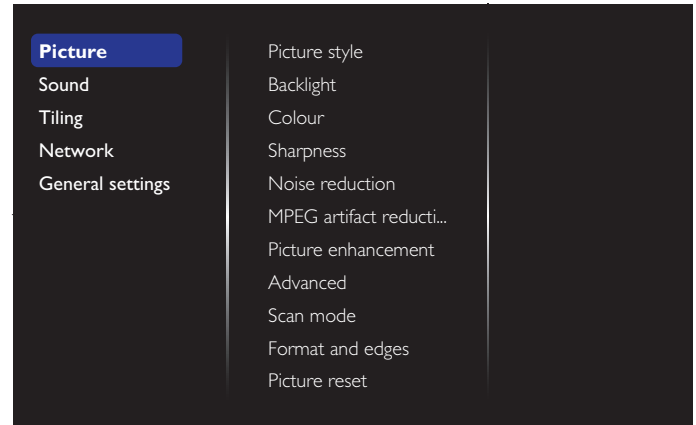 Picture
Sound
Tiling
Network
General settings
Picture style
Backlight
Colour
Sharpness
Noise reduction
MPEG artifact reducti...
Picture enhancement
Advanced
Scan mode
Format and edges
Picture reset